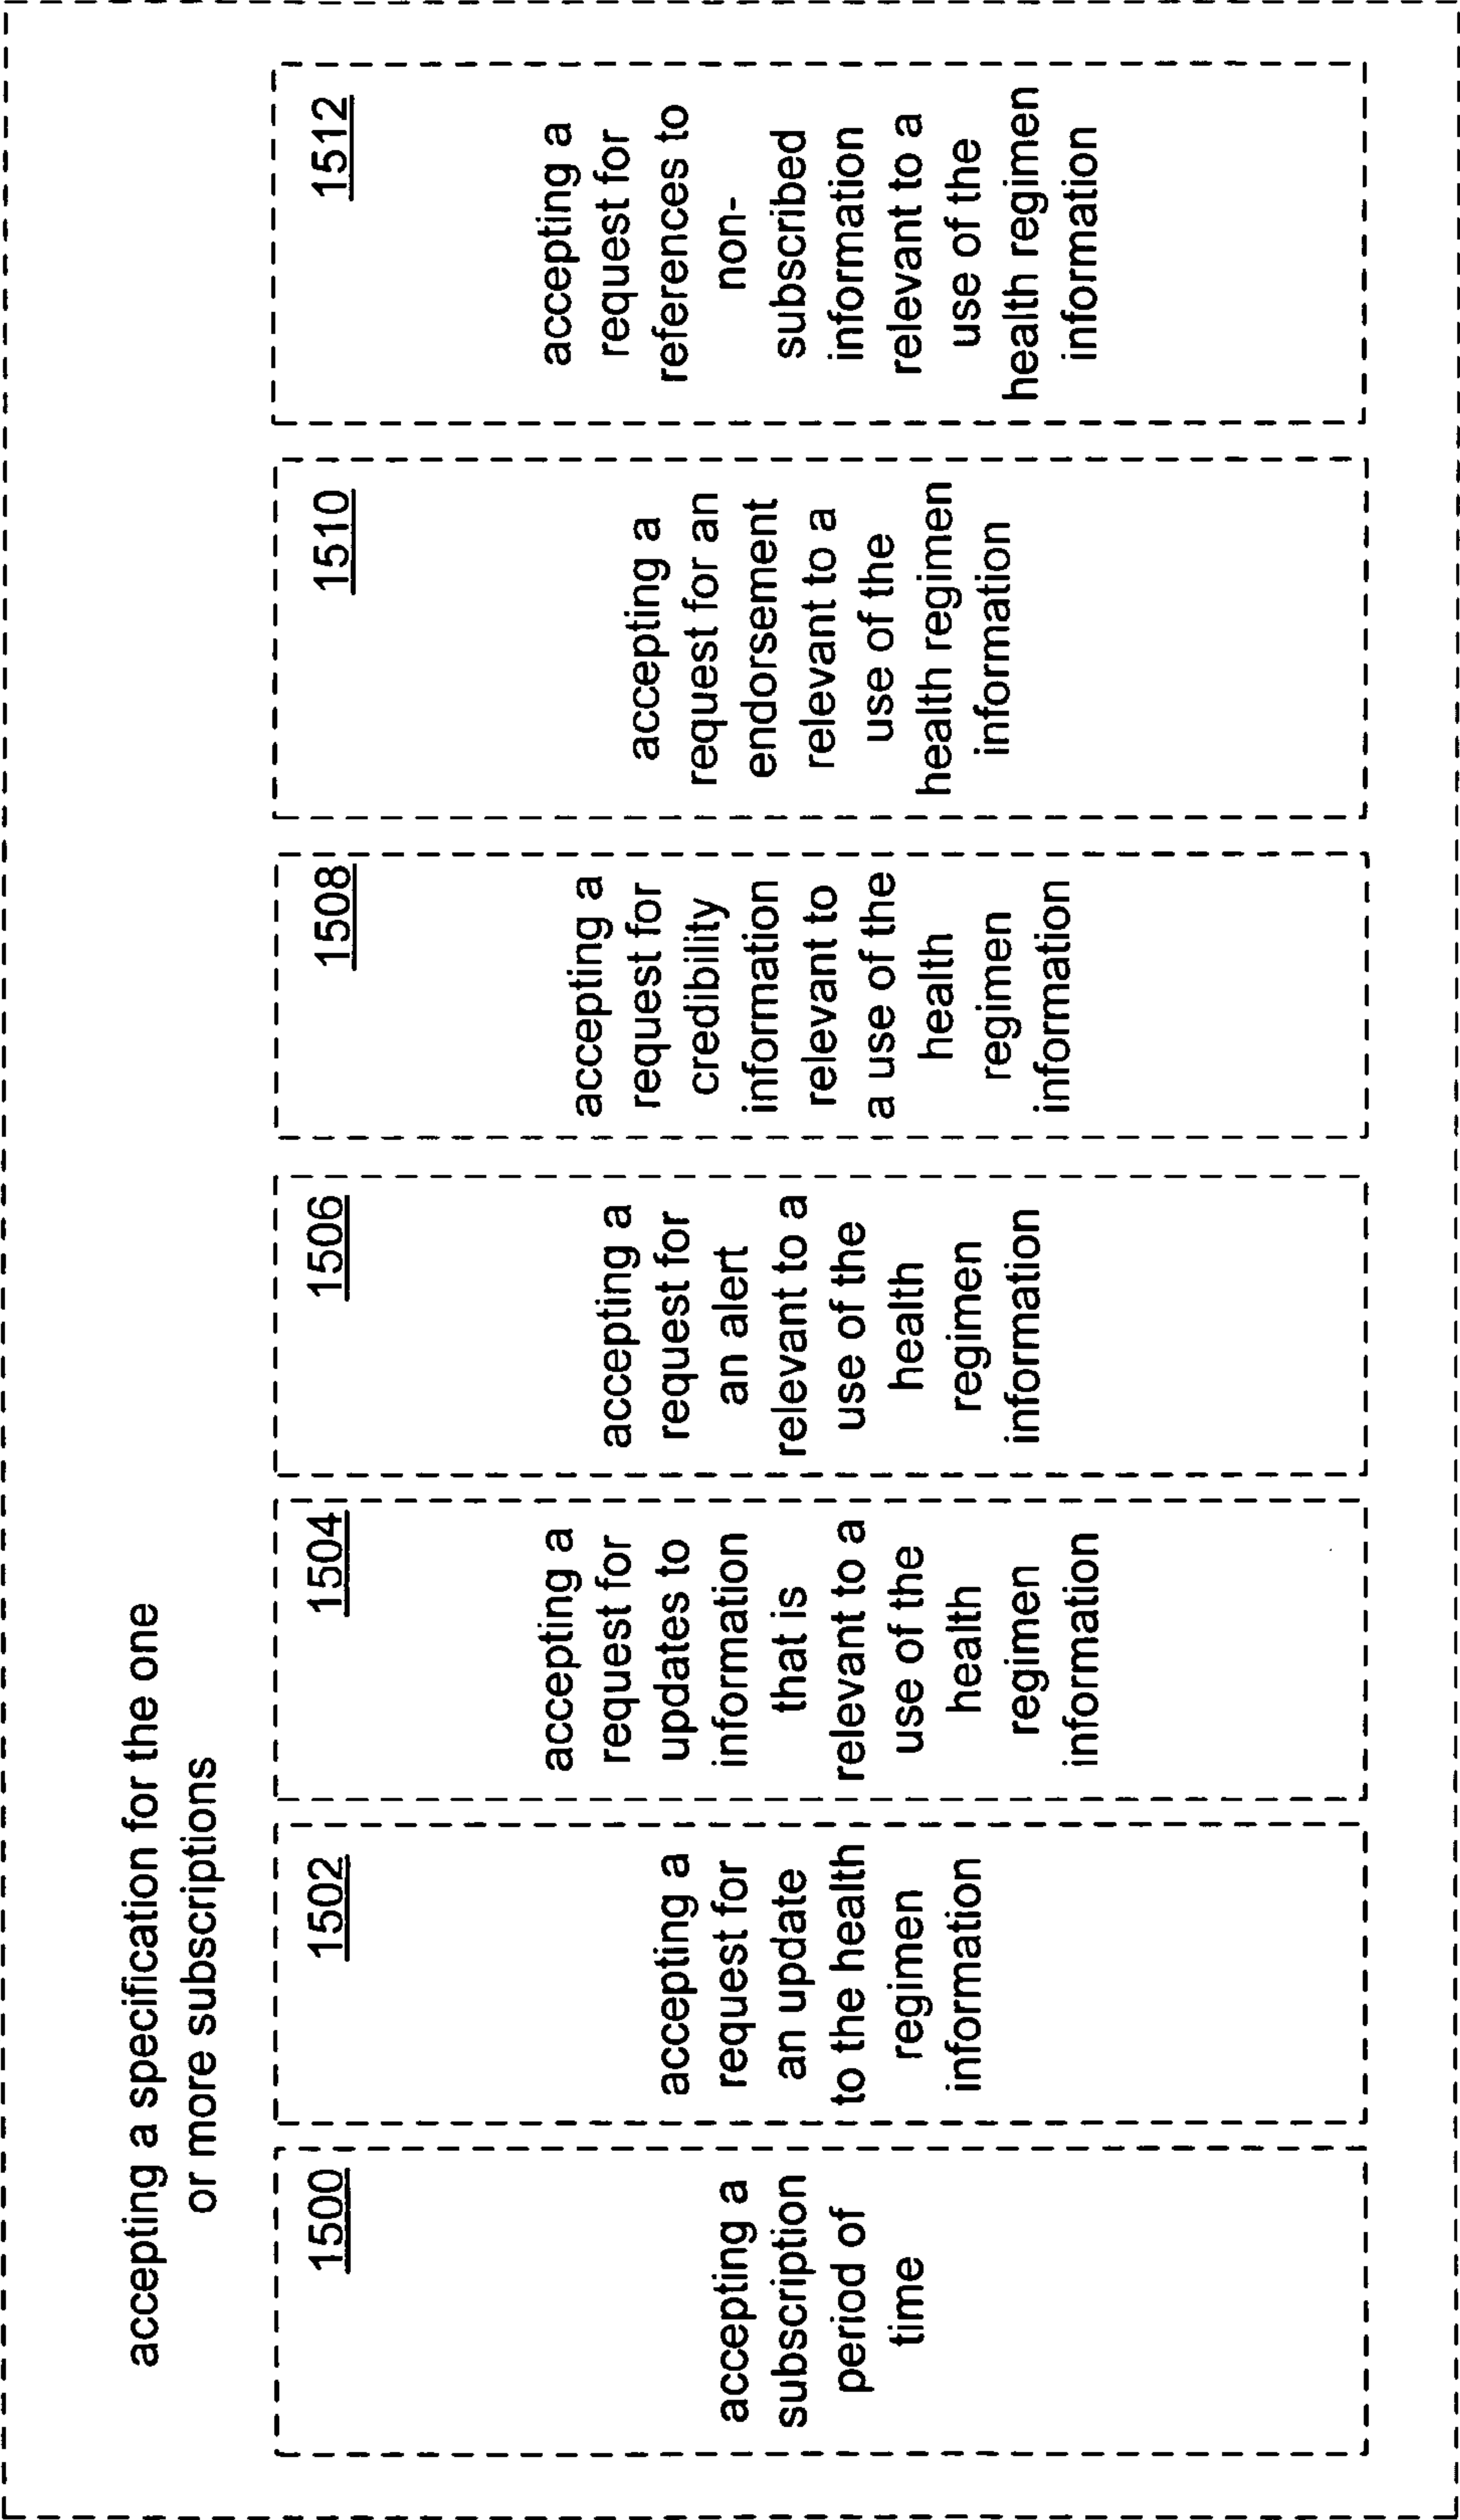 accepting a specification for the one
or more subscriptions
1500
accepting a
subscription
period of
time
1502
accepting a
request for
an update
to the health
regimen
information
1504
accepting a
request for
updates to
information
that is
relevant to a
use of the
health
regimen
information
1506
accepting a
request for
an alert
relevant to a
use of the
health
regimen
information
1508
accepting a
request for
credibility
information
relevant to
a use of the
health
regimen
information
1510
accepting a
request for an
endorsement
relevant to a
use of the
health regimen
information
1512
accepting a
request for
references to
non-
subscribed
information
relevant to a
use of the
health regimen
information